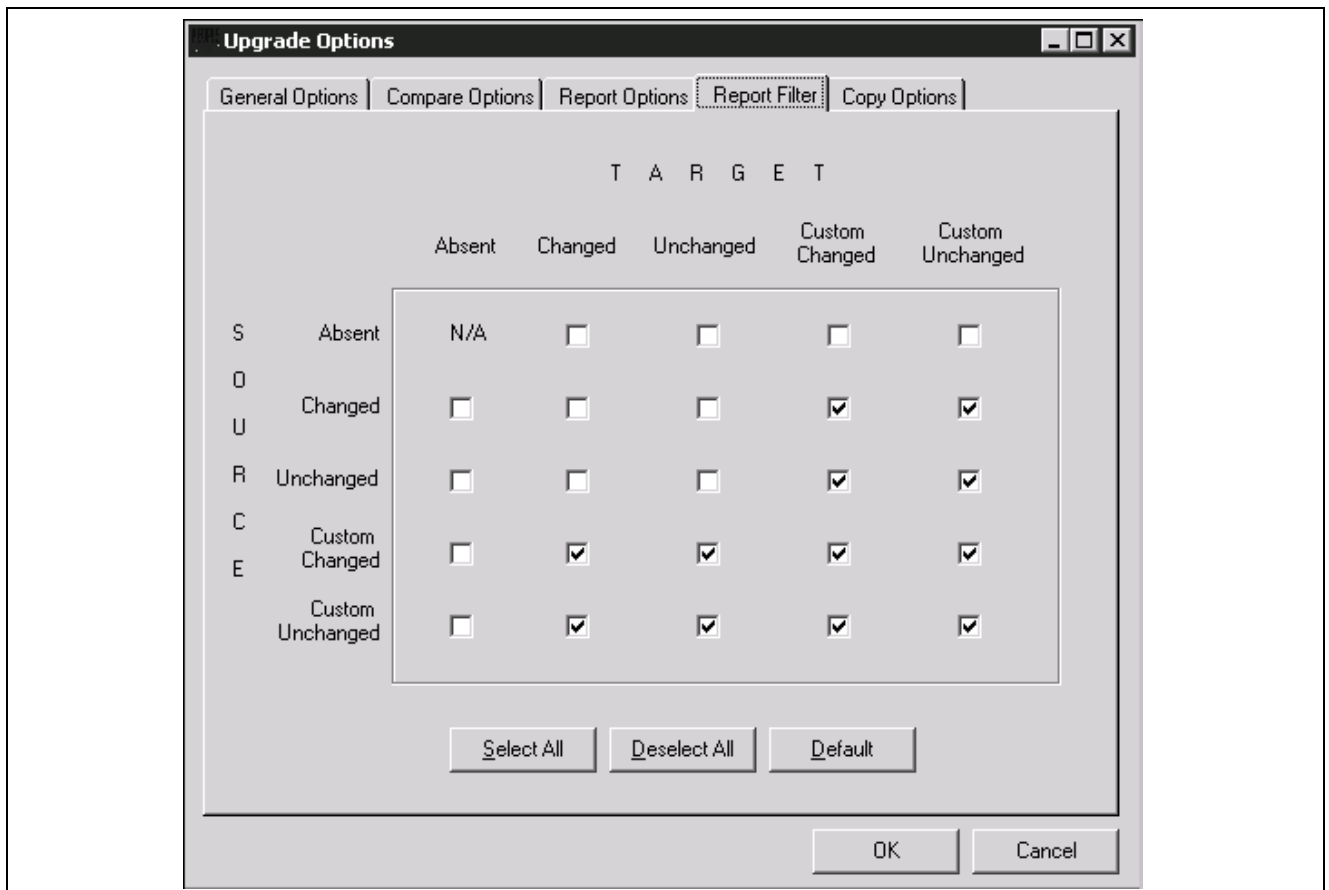 Upgrade Options
General Options Compare Options Report Options Report Filter Copy Options
T A R G E T
Absent Changed Unchanged Custom Changed Custom Unchanged
S O U R C E
Absent N/A
Changed
Unchanged
Custom
Changed
Custom
Unchanged
Select All Deselect All Default
OK Cancel